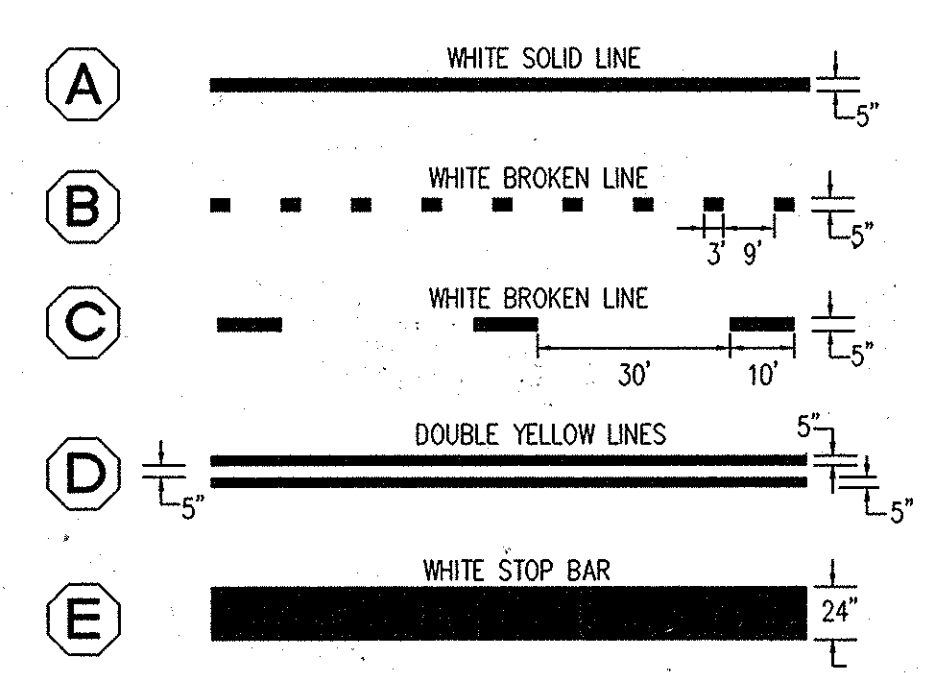 A
WHITE SOLID LINE
5"
B
WHITE BROKEN LINE
5"
3' 9'
C
WHITE BROKEN LINE
5"
30' 10'
D
DOUBLE YELLOW LINES
5"
5"
5"
E
WHITE STOP BAR
24"